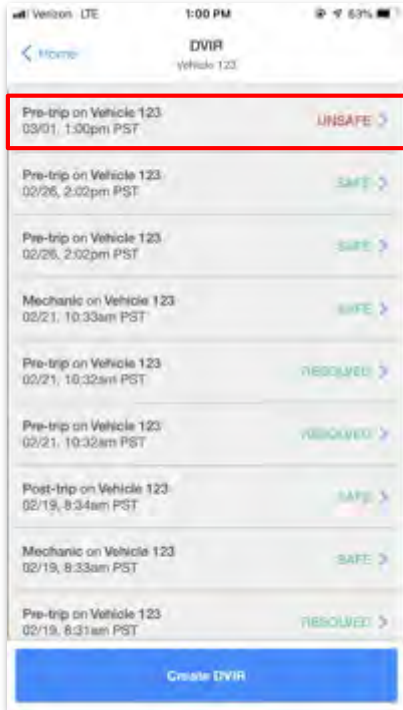 Verizon LTE 1:00 PM 63%
Home DVIR
Vehicle 123
Pre-trip on Vehicle 123
03/01, 1:00pm PST UNSAFE
Pre-trip on Vehicle 123
02/26, 2:02pm PST SAFE
Pre-trip on Vehicle 123
02/26, 2:02pm PST SAFE
Mechanic on Vehicle 123
02/21, 10:33am PST SAFE
Pre-trip on Vehicle 123
02/21, 10:32am PST RESOLVED
Pre-trip on Vehicle 123
02/21, 10:32am PST RESOLVED
Post-trip on Vehicle 123
02/19, 8:34am PST SAFE
Mechanic on Vehicle 123
02/19, 8:33am PST SAFE
Pre-trip on Vehicle 123
02/19, 8:31am PST RESOLVED
Create DVIR